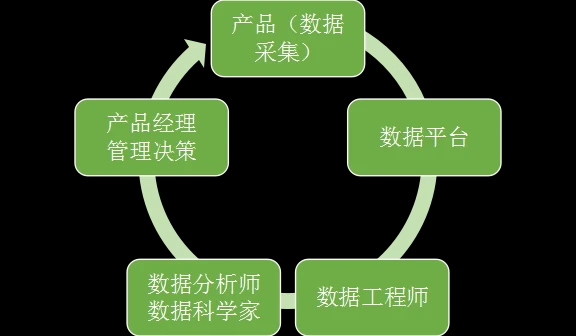 产品（数据
采集）
数据平台
数据工程师
数据分析师
数据科学家
产品经理
管理决策